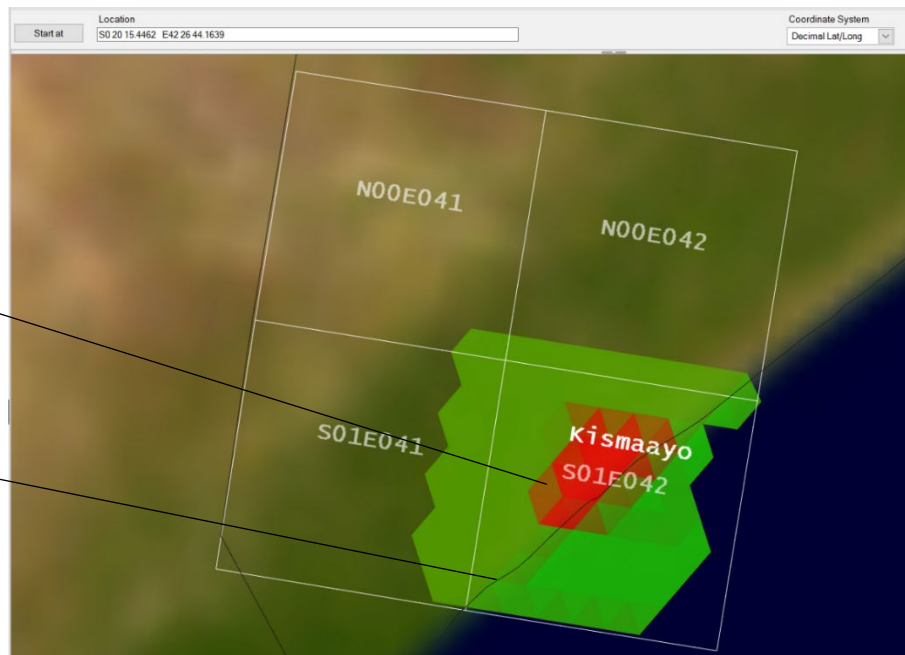 Location
Coordinate System
Start at
S0 20 15.4462 E42 26 44.1639
Decimal Lat/Long
N00E041
N00E042
S01E041
Kismaayo
S01E042